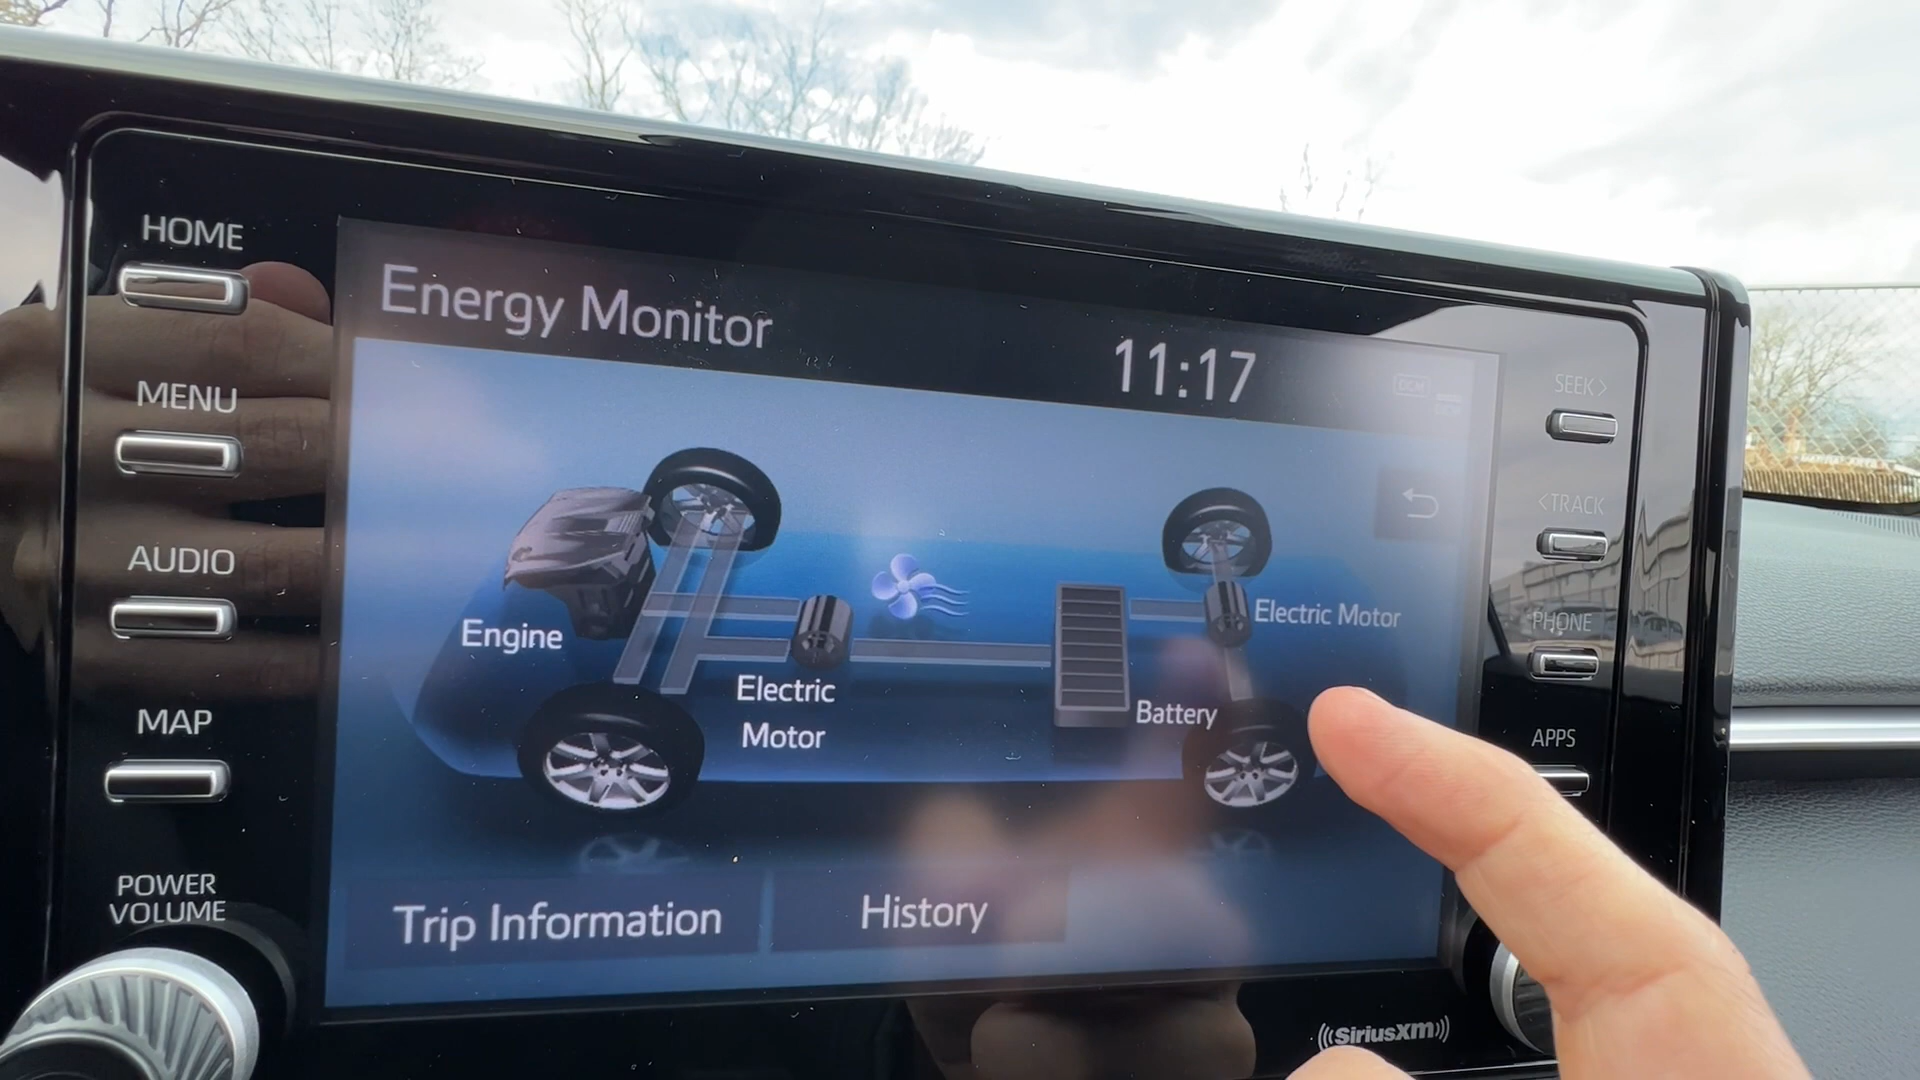 HOME
Energy Monitor
11:17
SEEK>
MENU
<TRACK
AUDIO
PHONE
Engine
Electric Motor
Electric
Motor
Battery
MAP
APPS
POWER
VOLUME
Trip Information
History
SiriusXM